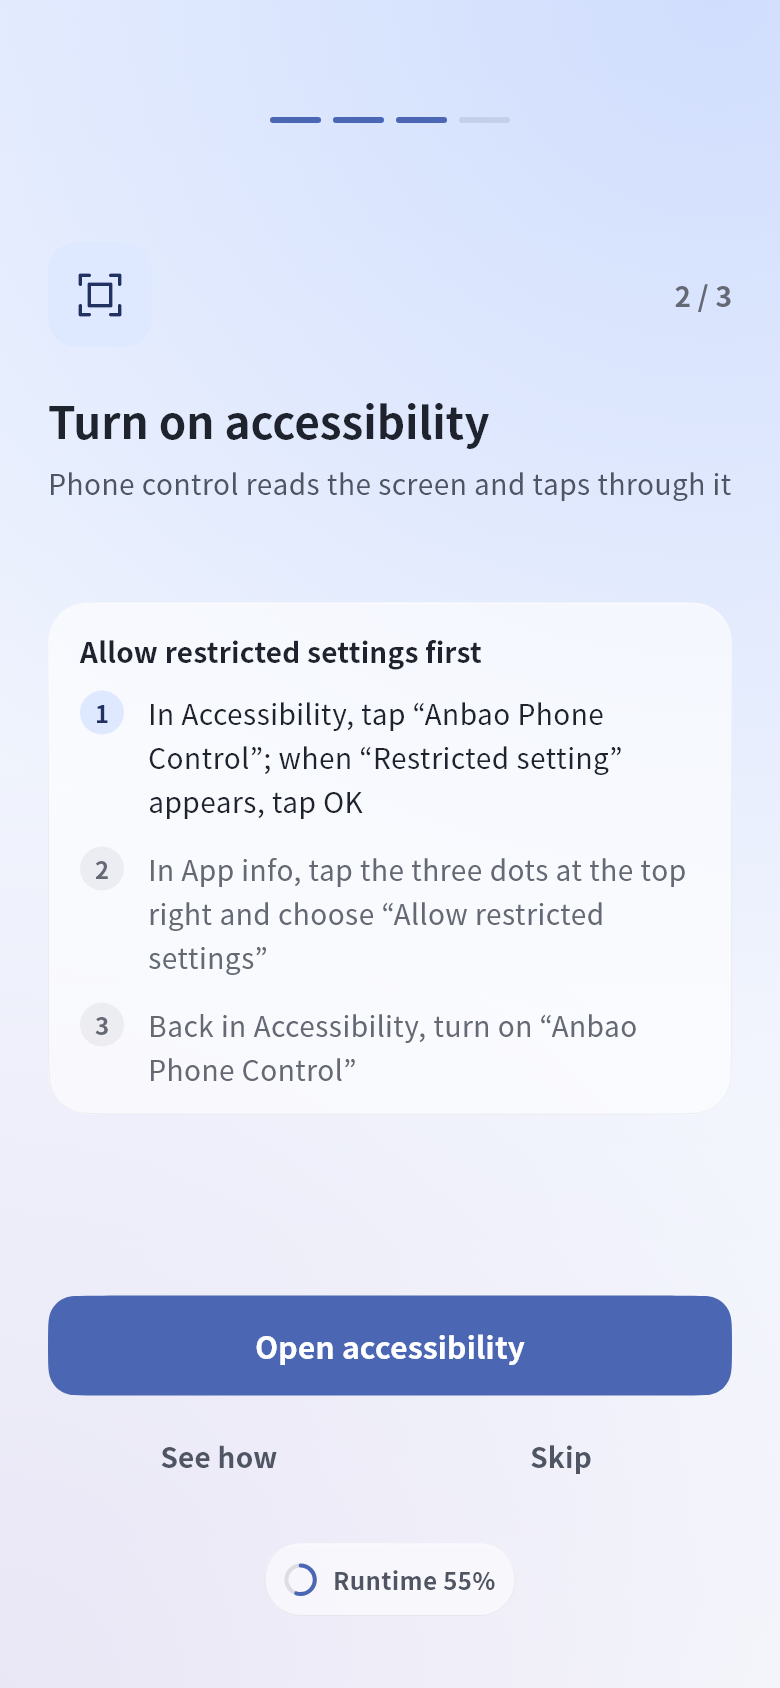 2 / 3
Turn on accessibility
Phone control reads the screen and taps through it
Allow restricted settings first
1 In Accessibility, tap “Anbao Phone
Control”; when “Restricted setting”
appears, tap OK
2 In App info, tap the three dots at the top
right and choose “Allow restricted
settings”
3 Back in Accessibility, turn on “Anbao
Phone Control”
Open accessibility
See how Skip
Runtime 55%